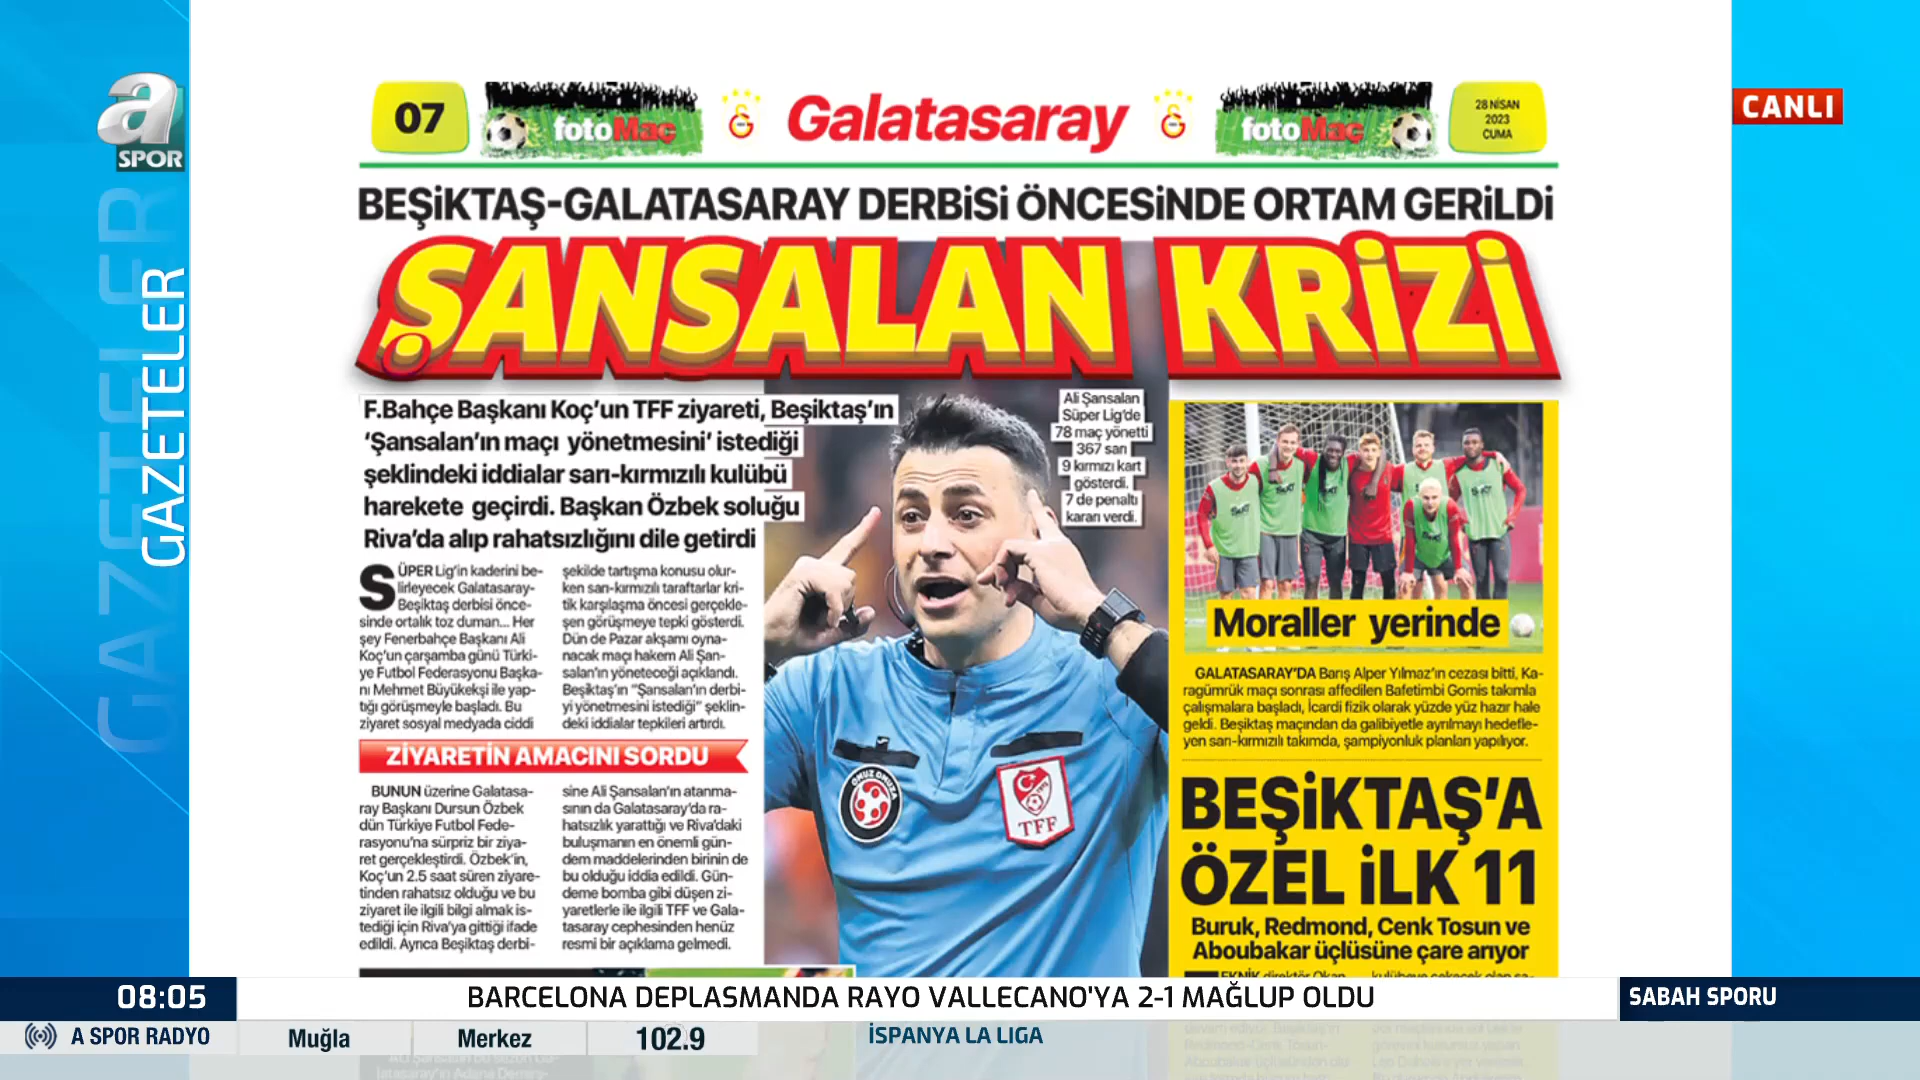 a
SPOR
GAZETELER
GAZETELER
CANLI
07
fotoMaç
Galatasaray
fotoMaç
28 NİSAN
2023
CUMA
BEŞİKTAŞ-GALATASARAY DERBİSİ ÖNCESİNDE ORTAM GERİLDİ
ŞANSALAN KRİZİ
F.Bahçe Başkanı Koç'un TFF ziyareti, Beşiktaş'ın
'Şansalan'ın maçı yönetmesini' istediği
şeklindeki iddialar sarı-kırmızılı kulübü
harekete geçirdi. Başkan Özbek soluğu
Riva'da alıp rahatsızlığını dile getirdi
Ali Şansalan
Süper Lig'de
78 maç yönetti
367 sarı
9 kırmızı kart
gösterdi.
7 de penaltı
kararı verdi.
SÜPER Lig'in kaderini be-
lirleyecek Galatasaray-
Beşiktaş derbisi önce-
sinde ortalık toz duman... Her
şey Fenerbahçe Başkanı Ali
Koç'un çarşamba günü Türki-
ye Futbol Federasyonu Başka-
nı Mehmet Büyükekşi ile yap-
tığı görüşmeyle başladı. Bu
ziyaret sosyal medyada ciddi
şekilde tartışma konusu olur-
ken sarı-kırmızılı taraftarlar kri-
tik karşılaşma öncesi gerçekle-
şen görüşmeye tepki gösterdi.
Dün de Pazar akşamı oyna-
nacak maçı hakem Ali Şan-
salan'ın yöneteceği açıklandı.
Beşiktaş'ın "Şansalan'ın derbi-
yi yönetmesini istediği" şeklin-
deki iddialar tepkileri artırdı.
ZİYARETİN AMACINI SORDU
BUNUN üzerine Galatasa-
ray Başkanı Dursun Özbek
dün Türkiye Futbol Fede-
rasyonu'na sürpriz bir ziya-
ret gerçekleştirdi. Özbek'in,
Koç'un 2.5 saat süren ziyare-
tinden rahatsız olduğu ve bu
ziyaret ile ilgili bilgi almak is-
tediği için Riva'ya gittiği ifade
edildi. Ayrıca Beşiktaş derbi-
sine Ali Şansalan'ın atanma-
sının da Galatasaray'da ra-
hatsızlık yarattığı ve Riva'daki
buluşmanın en önemli gün-
dem maddelerinden birinin de
bu olduğu iddia edildi. Gün-
deme bomba gibi düşen zi-
yaretlerle ile ilgili TFF ve Gala-
tasaray cephesinden henüz
resmi bir açıklama gelmedi.
OMUZ OMUZA
TFF
Moraller yerinde
GALATASARAY'DA Barış Alper Yılmaz'ın cezası bitti, Ka-
ragümrük maçı sonrası affedilen Bafetimbi Gomis takımla
çalışmalara başladı, İcardi fizik olarak yüzde yüz hazır hale
geldi. Beşiktaş maçından da galibiyetle ayrılmayı hedefle-
yen sarı-kırmızılı takımda, şampiyonluk planları yapılıyor.
BEŞİKTAŞ'A
ÖZEL İLK 11
Buruk, Redmond, Cenk Tosun ve
Aboubakar üçlüsüne çare arıyor
08:05
BARCELONA DEPLASMANDA RAYO VALLECANO'YA 2-1 MAĞLUP OLDU
SABAH SPORU
A SPOR RADYO
Muğla
Merkez
102.9
İSPANYA LA LIGA